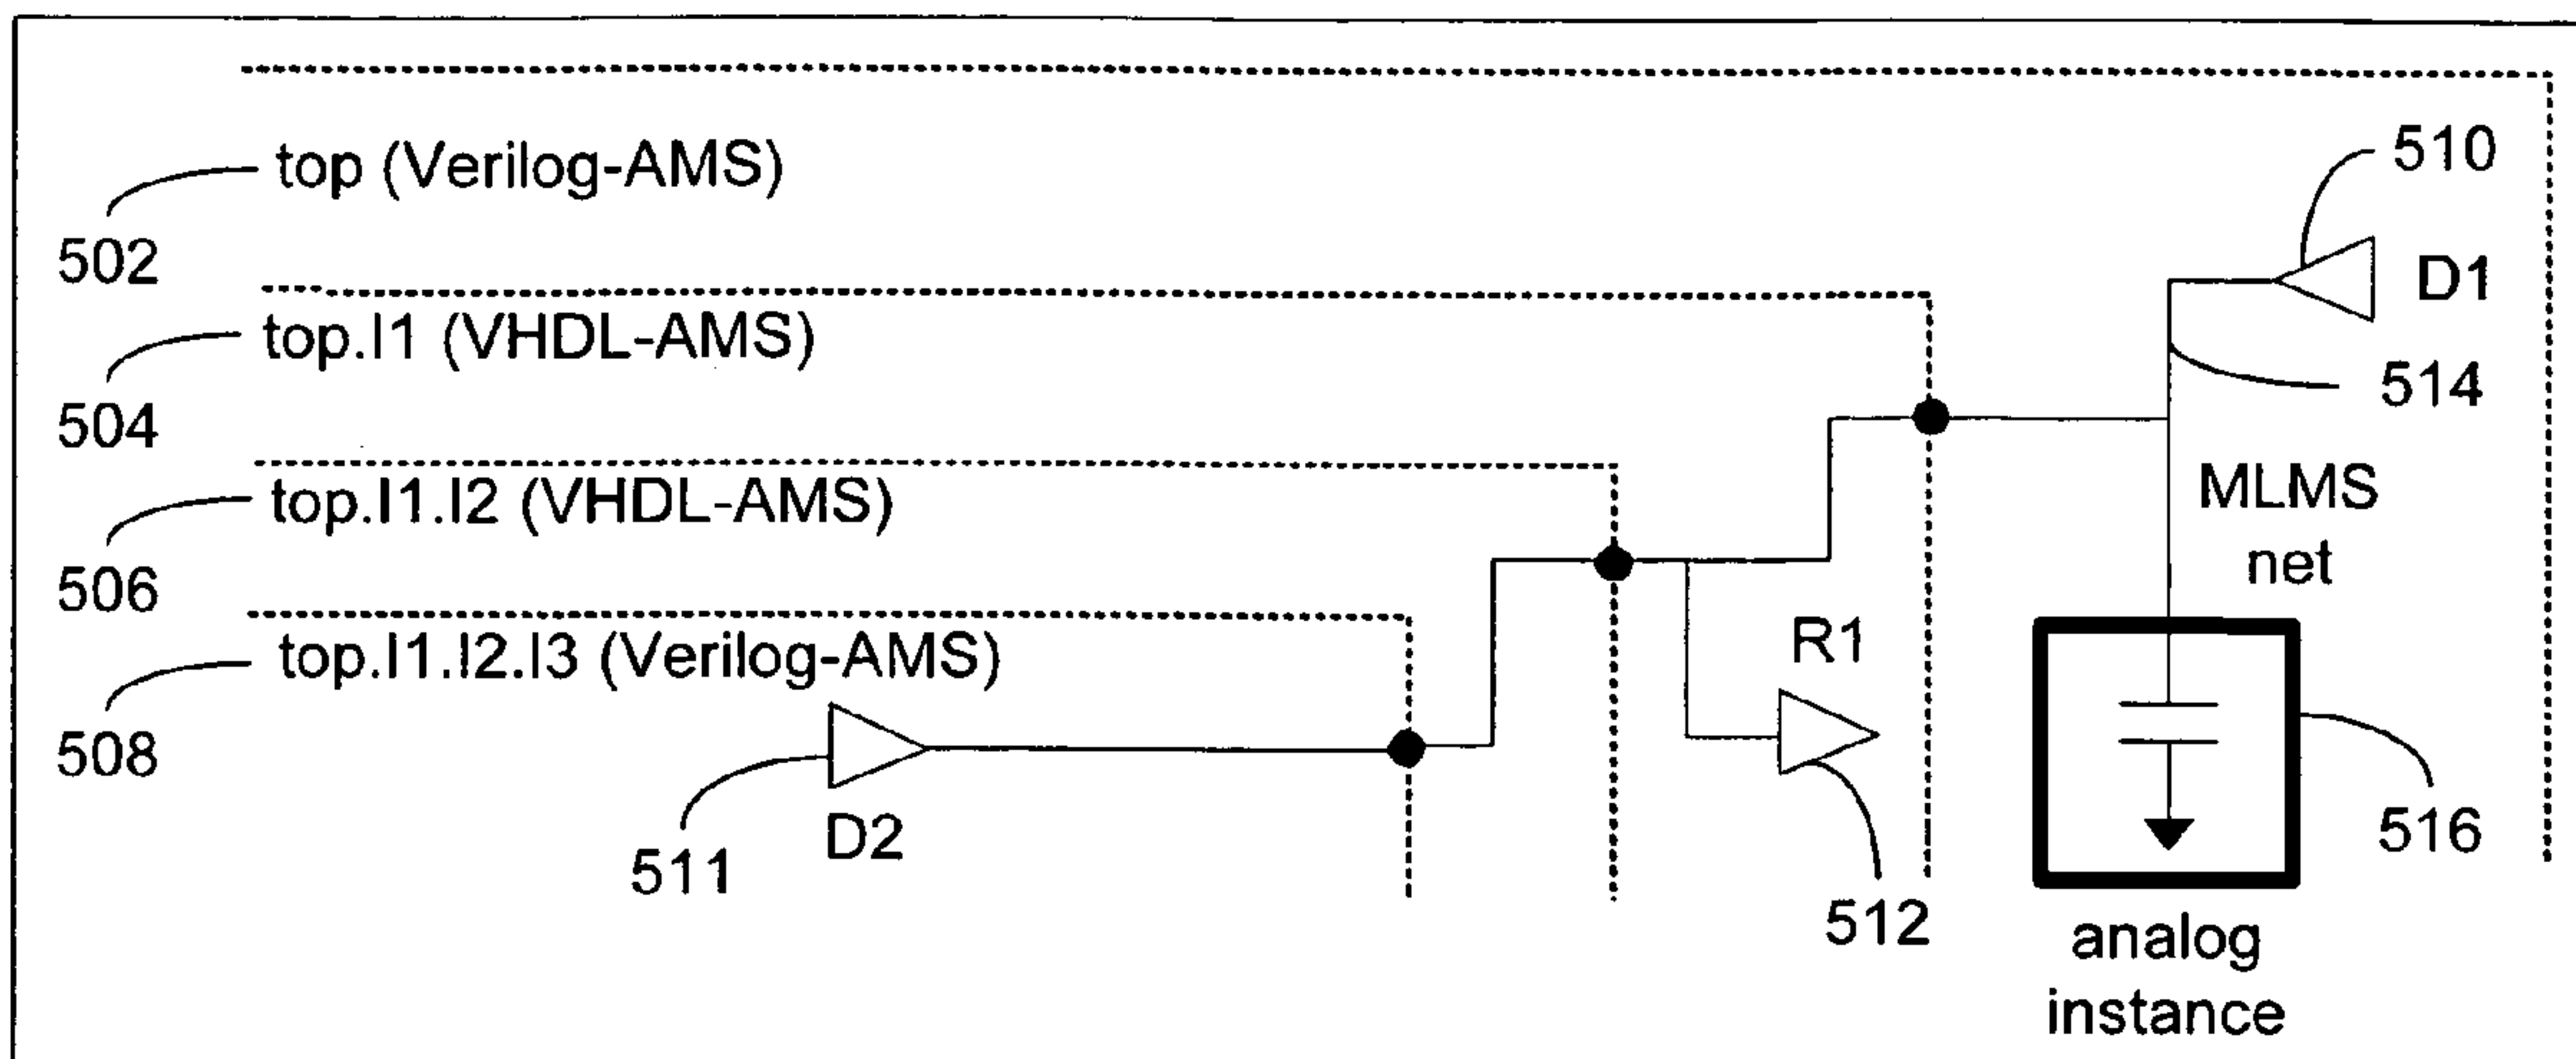 top (Verilog-AMS)
510
502
D1
top.I1 (VHDL-AMS)
514
504
MLMS
top.I1.I2 (VHDL-AMS)
net
506
R1
top.I1.I2.I3 (Verilog-AMS)
508
516
D2
511
512
analog
instance